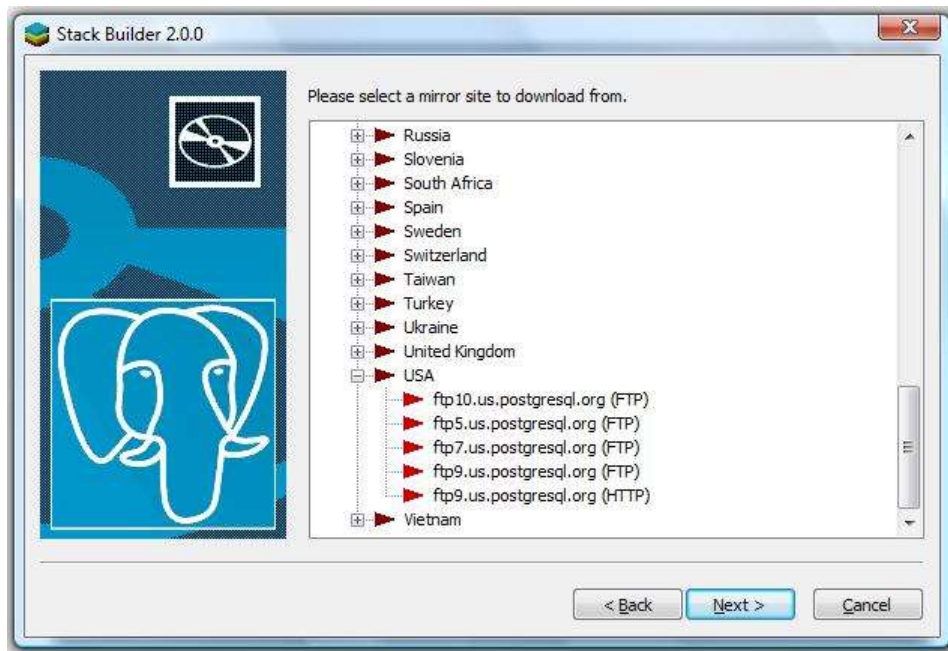 Stack Builder 2.0.0
Please select a mirror site to download from.
Russia
Slovenia
South Africa
Spain
Sweden
Switzerland
Taiwan
Turkey
Ukraine
United Kingdom
USA
ftp10.us.postgresql.org (FTP)
ftp5.us.postgresql.org (FTP)
ftp7.us.postgresql.org (FTP)
ftp9.us.postgresql.org (FTP)
ftp9.us.postgresql.org (HTTP)
Vietnam
< Back Next > Cancel